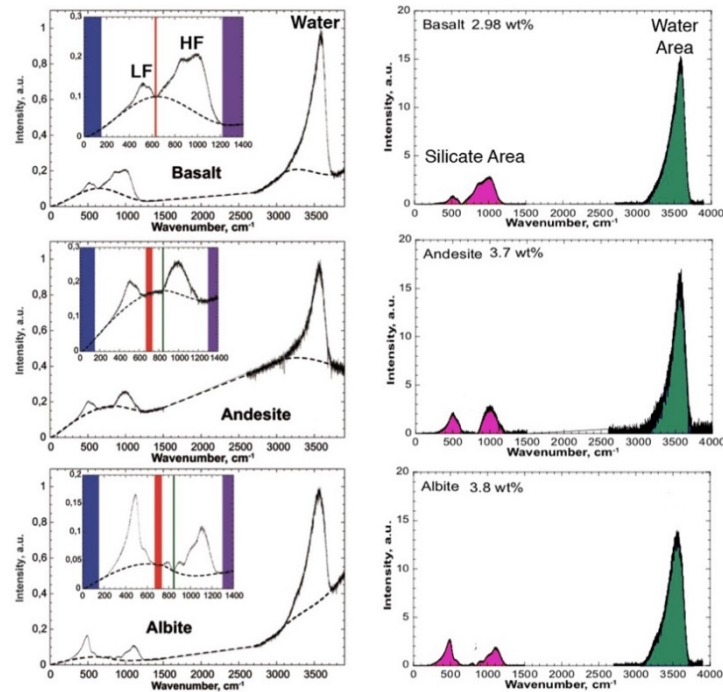 Intensity, a.u.
1
0,8
0,6
0,4
0,2
0
0,3
0,2
0,1
0
0 200 400 600 800 1000 1200 1400
LF
HF
Water
Basalt
0 500 1000 1500 2000 2500 3000 3500
Wavenumber, cm-1
Intensity, a.u.
20
15
10
5
0
Basalt 2.98 wt%
Water
Area
Silicate Area
0 500 1000 1500 2000 2500 3000 3500 4000
Wavenumber, cm-1
Intensity, a.u.
1
0,8
0,6
0,4
0,2
0
Intensity, a.u.
0,3
0,2
0,1
0
0 200 400 600 800 1000 1200 1400
Andesite
0 500 1000 1500 2000 2500 3000 3500
Wavenumber, cm-1
Intensity, a.u.
20
15
10
5
0
Andesite 3.7 wt%
0 500 1000 1500 2000 2500 3000 3500 4000
Wavenumber, cm-1
Intensity, a.u.
1
0,8
0,6
0,4
0,2
0
Intensity, a.u.
0,2
0,15
0,1
0,05
0
0 200 400 600 800 1000 1200 1400
Albite
0 500 1000 1500 2000 2500 3000 3500
Wavenumber, cm-1
Intensity, a.u.
20
15
10
5
0
Albite 3.8 wt%
0 500 1000 1500 2000 2500 3000 3500 4000
Wavenumber, cm-1